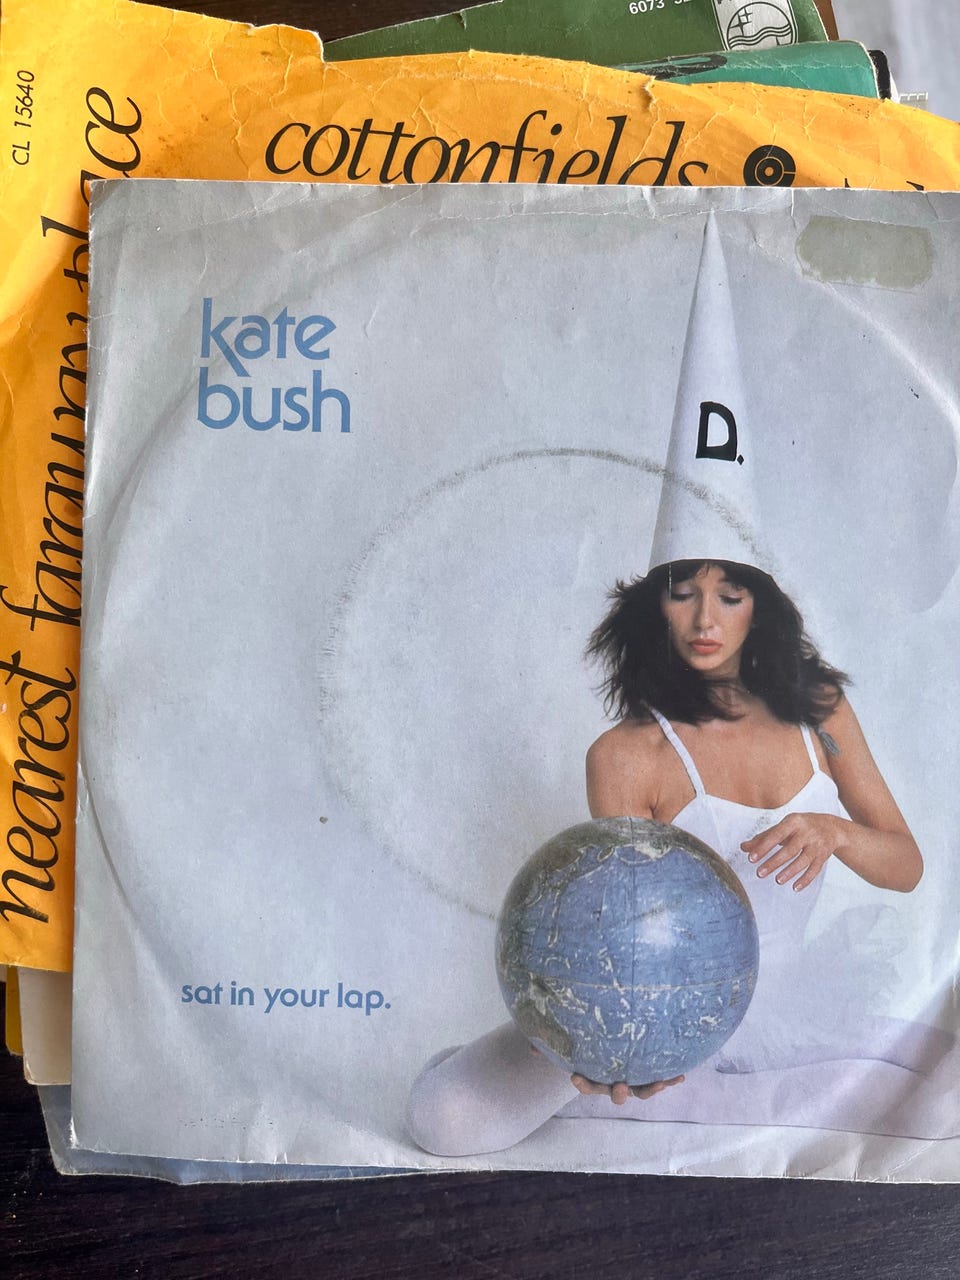 6073
CL 15640
cottonfields
nearest faraway place
kate
bush
D.
sat in your lap.